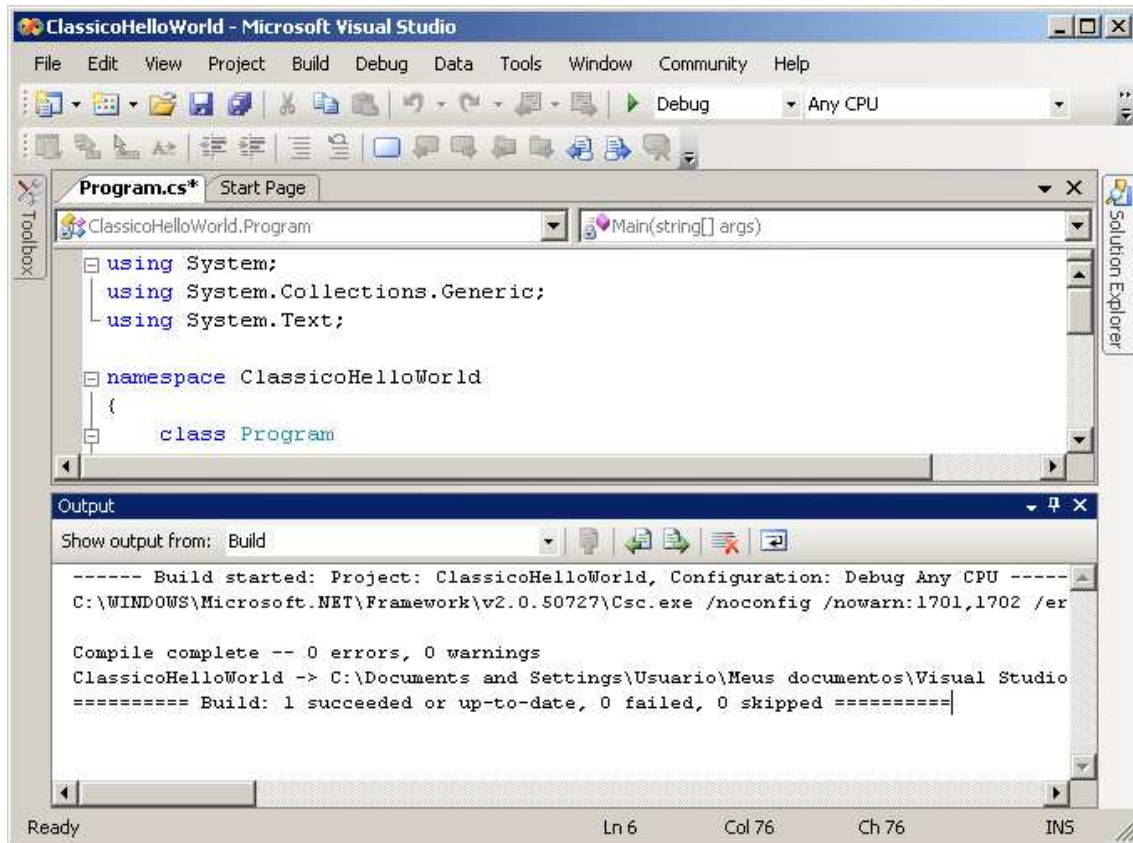 ClassicoHelloWorld - Microsoft Visual Studio
File Edit View Project Build Debug Data Tools Window Community Help
Debug Any CPU
Program.cs* Start Page
Toolbox
Solution Explorer
ClassicoHelloWorld.Program Main(string[] args)
using System;
using System.Collections.Generic;
using System.Text;
namespace ClassicoHelloWorld
{
class Program
Output
Show output from: Build
------ Build started: Project: ClassicoHelloWorld, Configuration: Debug Any CPU -----
C:\WINDOWS\Microsoft.NET\Framework\v2.0.50727\Csc.exe /noconfig /nowarn:1701,1702 /er
Compile complete -- 0 errors, 0 warnings
ClassicoHelloWorld -> C:\Documents and Settings\Usuario\Meus documentos\Visual Studio
========== Build: 1 succeeded or up-to-date, 0 failed, 0 skipped ==========
Ready Ln 6 Col 76 Ch 76 INS